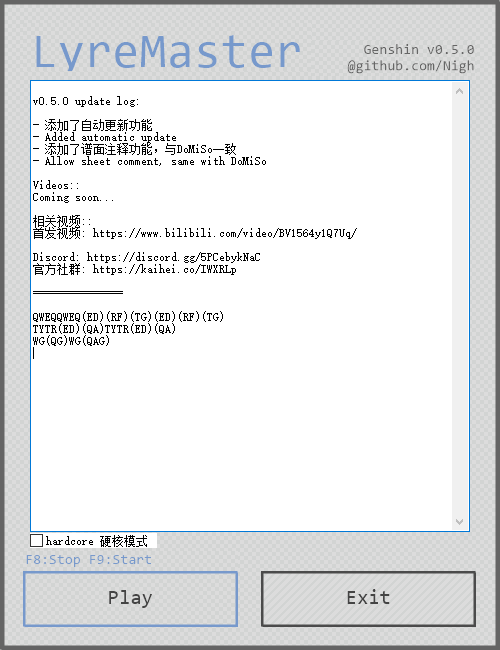 LyreMaster
Genshin v0.5.0
@github.com/Nigh
v0.5.0 update log:
- 添加了自动更新功能
- Added automatic update
- 添加了谱面注释功能，与DoMiSo一致
- Allow sheet comment, same with DoMiSo
Videos::
Coming soon...
相关视频::
首发视频: https://www.bilibili.com/video/BV1564y1Q7Uq/
Discord: https://discord.gg/5PCebykNaC
官方社群: https://kaihei.co/IWXRLp
===============
QWEQQWEQ(ED)(RF)(TG)(ED)(RF)(TG)
TYTR(ED)(QA)TYTR(ED)(QA)
WG(QG)WG(QAG)
hardcore 硬核模式
F8:Stop F9:Start
Play
Exit